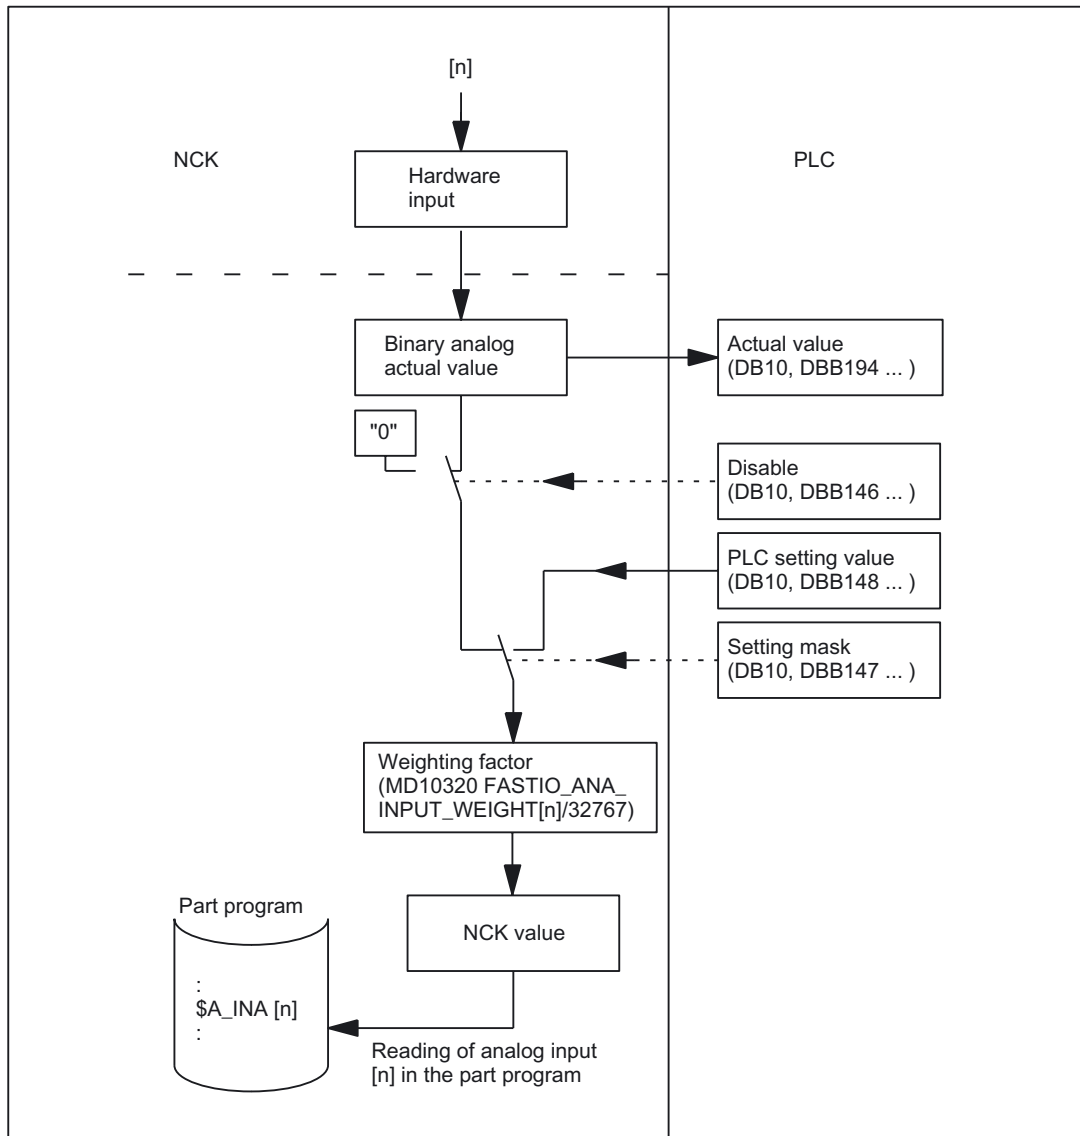 [n]
NCK
PLC
Hardware
input
Binary analog
actual value
Actual value
(DB10, DBB194 ... )
"0"
Disable
(DB10, DBB146 ... )
PLC setting value
(DB10, DBB148 ... )
Setting mask
(DB10, DBB147 ... )
Weighting factor
(MD10320 FASTIO_ANA_
INPUT_WEIGHT[n]/32767)
Part program
NCK value
:
$A_INA [n]
:
Reading of analog input
[n] in the part program